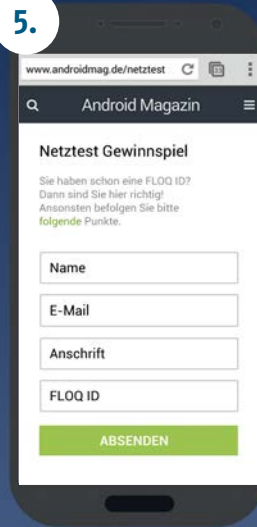 5.
www.androidmag.de/netztest
Android Magazin
Netztest Gewinnspiel
Sie haben schon eine FLOQ ID?
Dann sind Sie hier richtig!
Ansonsten befolgen Sie bitte
folgende Punkte.
Name
E-Mail
Anschrift
FLOQ ID
ABSENDEN